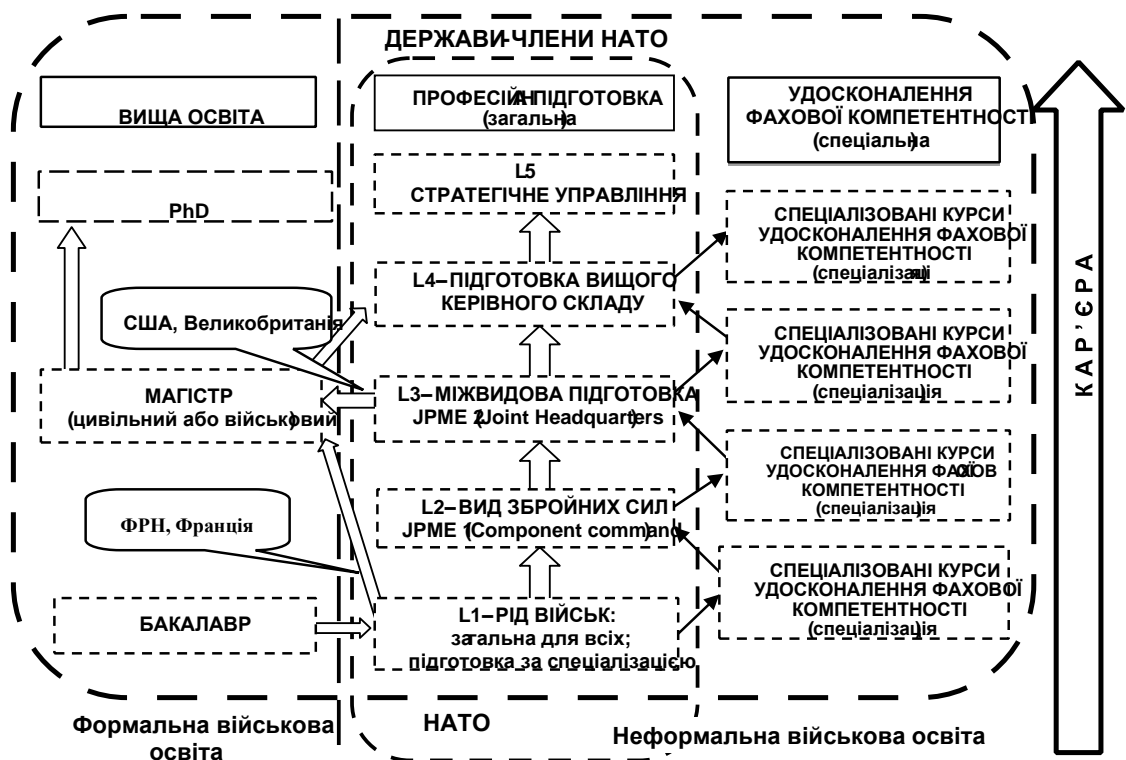 ДЕРЖАВИ-ЧЛЕНИ НАТО
ВИЩА ОСВІТА
PhD
США, Великобританія
МАГІСТР
(цивільний або військовий)
ФРН, Франція
БАКАЛАВР
Формальна військова
освіта
ПРОФЕСІЙНА ПІДГОТОВКА
(загальна)
L5
СТРАТЕГІЧНЕ УПРАВЛІННЯ
L4–ПІДГОТОВКА ВИЩОГО
КЕРІВНОГО СКЛАДУ
L3–МІЖВИДОВА ПІДГОТОВКА
JPME 2(Joint Headquarters)
L2–ВИД ЗБРОЙНИХ СИЛ
JPME 1(Component command)
L1–РІД ВІЙСЬК:
загальна для всіх;
підготовка за спеціалізацією
НАТО
УДОСКОНАЛЕННЯ
ФАХОВОЇ КОМПЕТЕНТНОСТІ
(спеціальна)
СПЕЦІАЛІЗОВАНІ КУРСИ
УДОСКОНАЛЕННЯ ФАХОВОЇ
КОМПЕТЕНТНОСТІ
(спеціалізація)
СПЕЦІАЛІЗОВАНІ КУРСИ
УДОСКОНАЛЕННЯ ФАХОВОЇ
КОМПЕТЕНТНОСТІ
(спеціалізація)
СПЕЦІАЛІЗОВАНІ КУРСИ
УДОСКОНАЛЕННЯ ФАХОВОЇ
КОМПЕТЕНТНОСТІ
(спеціалізація)
СПЕЦІАЛІЗОВАНІ КУРСИ
УДОСКОНАЛЕННЯ ФАХОВОЇ
КОМПЕТЕНТНОСТІ
(спеціалізація)
Неформальна військова освіта
КАР’ЄРА